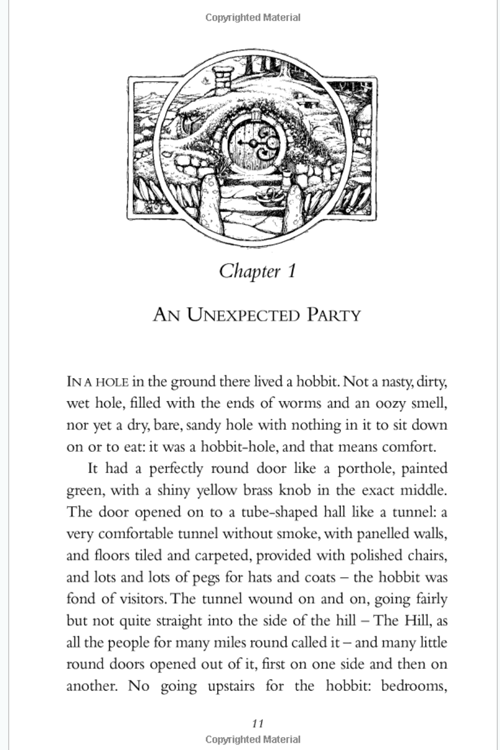 Copyrighted Material
Chapter 1
AN UNEXPECTED PARTY
IN A HOLE in the ground there lived a hobbit. Not a nasty, dirty,
wet hole, filled with the ends of worms and an oozy smell,
nor yet a dry, bare, sandy hole with nothing in it to sit down
on or to eat: it was a hobbit-hole, and that means comfort.
It had a perfectly round door like a porthole, painted
green, with a shiny yellow brass knob in the exact middle.
The door opened on to a tube-shaped hall like a tunnel: a
very comfortable tunnel without smoke, with panelled walls,
and floors tiled and carpeted, provided with polished chairs,
and lots and lots of pegs for hats and coats – the hobbit was
fond of visitors. The tunnel wound on and on, going fairly
but not quite straight into the side of the hill – The Hill, as
all the people for many miles round called it – and many little
round doors opened out of it, first on one side and then on
another. No going upstairs for the hobbit: bedrooms,
11
Copyrighted Material